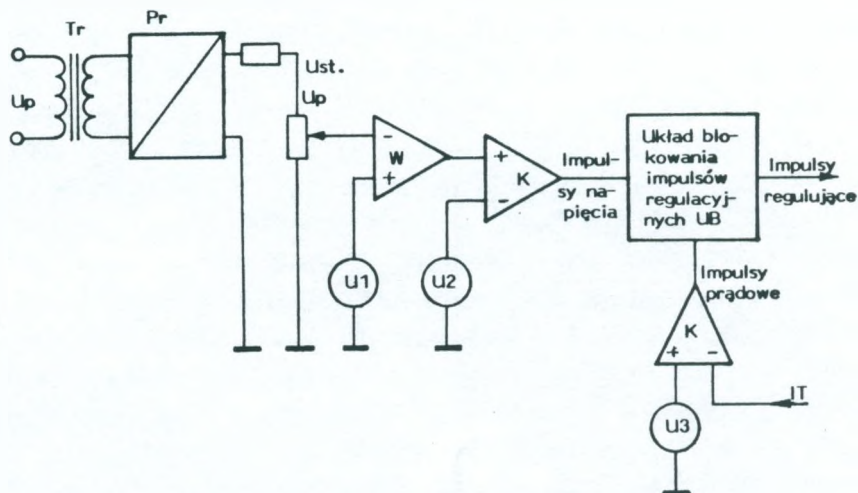 Tr
Pr
Up
Ust.
Up
-
+
W
+
-
K
U1
U2
Impul-
sy na-
pięcia
Układ blo-
kowania
impulsów
regulacyj-
nych UB
Impulsy
regulujące
Impulsy
prądowe
K
+
-
IT
U3